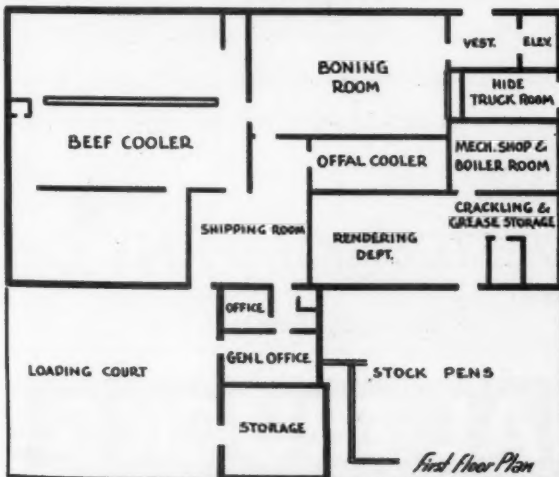 VEST.
ELEV.
BONING
ROOM
HIDE
TRUCK ROOM
BEEF COOLER
OFFAL COOLER
MECH. SHOP &
BOILER ROOM
SHIPPING ROOM
RENDERING
DEPT.
CRACKLING &
GREASE STORAGE
OFFICE
GENL OFFICE
LOADING COURT
STOCK PENS
STORAGE
First Floor Plan